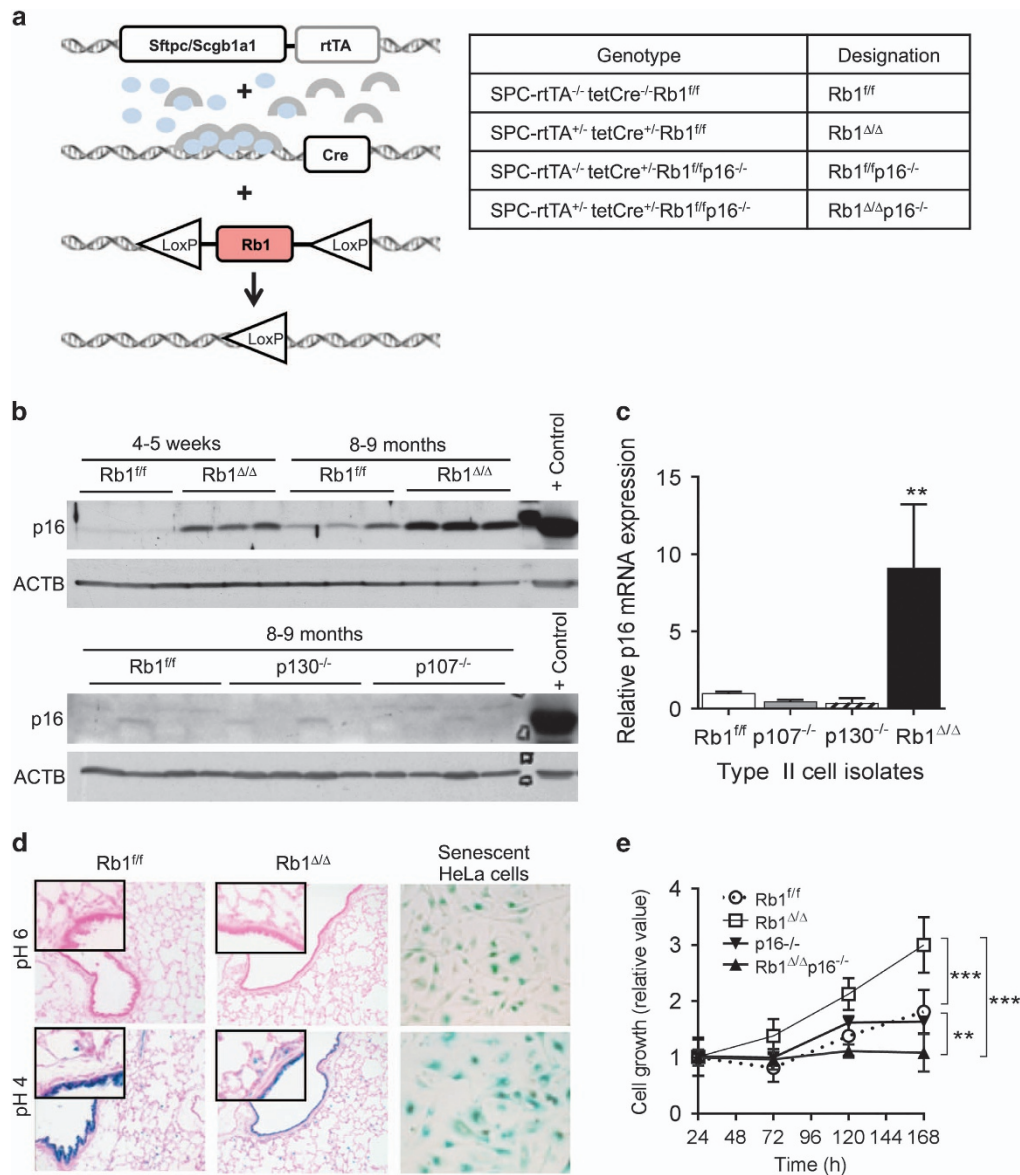 a
Sftpc/Scgb1a1
rtTA
+
+
Cre
+
LoxP
Rb1
LoxP
LoxP
Genotype Designation
SPC-rtTA-/- tetCre-/-Rb1f/f Rb1f/f
SPC-rtTA+/- tetCre+/-Rb1f/f Rb1Δ/Δ
SPC-rtTA-/- tetCre+/-Rb1f/fp16-/- Rb1f/fp16-/-
SPC-rtTA+/- tetCre+/-Rb1f/fp16-/- Rb1Δ/Δp16-/-
b
4-5 weeks 8-9 months
Rb1f/f Rb1Δ/Δ Rb1f/f Rb1Δ/Δ
+ Control
p16
ACTB
8-9 months
Rb1f/f p130-/- p107-/-
+ Control
p16
ACTB
c
Relative p16 mRNA expression
15
10
5
0
**
Rb1f/f p107-/- p130-/- Rb1Δ/Δ
Type II cell isolates
d
Rb1f/f Rb1Δ/Δ Senescent
HeLa cells
pH 6
pH 4
e
Cell growth (relative value)
4
3
2
1
0
Rb1f/f
Rb1Δ/Δ
p16-/-
Rb1Δ/Δp16-/-
***
***
**
24 48 72 96 120 144 168
Time (h)